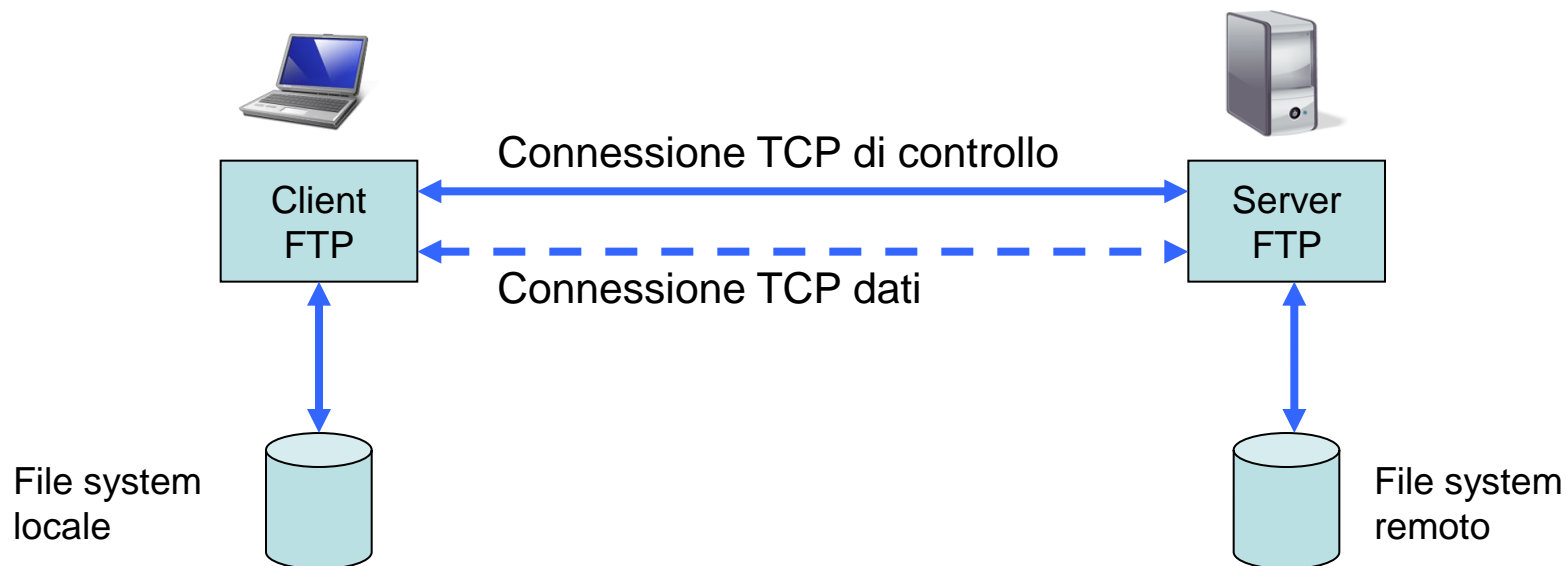 Connessione TCP di controllo
Client
FTP
Server
FTP
Connessione TCP dati
File system
locale
File system
remoto